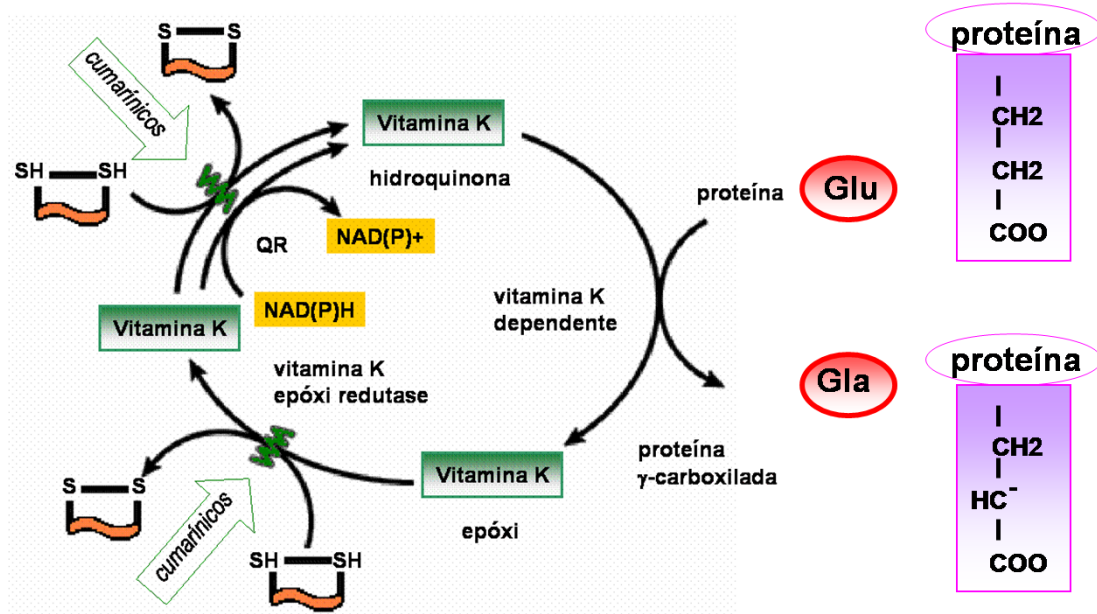 S S
cumarínicos
SH SH
Vitamina K
hidroquinona
NAD(P)+
QR
NAD(P)H
Vitamina K
vitamina K
epóxi redutase
S S
cumarínicos
SH SH
Vitamina K
epóxi
vitamina K
dependente
proteína
Glu
proteína
CH2
CH2
COO
Gla
proteína
γ-carboxilada
proteína
CH2
HC-
COO